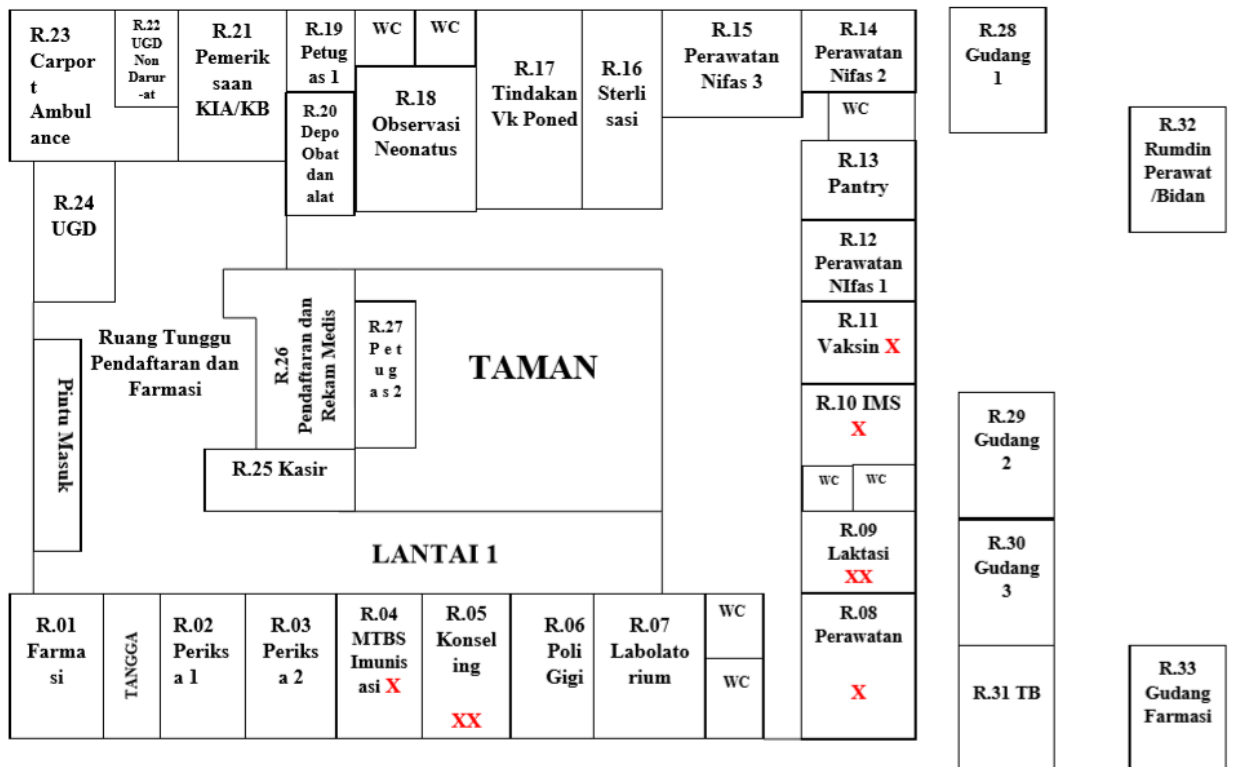 R.23
Carpor
t
Ambul
ance
R.22
UGD
Non
Darur
-at
R.21
Pemerik
saan
KIA/KB
R.19
Petug
as 1
WC
WC
R.20
Depo
Obat
dan
alat
R.18
Observasi
Neonatus
R.17
Tindakan
Vk Poned
R.16
Sterli
sasi
R.15
Perawatan
Nifas 3
R.14
Perawatan
Nifas 2
WC
R.28
Gudang
1
R.32
Rumdin
Perawat
/Bidan
R.13
Pantry
R.24
UGD
R.12
Perawatan
NIfas 1
R.11
Vaksin X
Ruang Tunggu
Pendaftaran dan
Farmasi
Pintu Masuk
R.26
Pendaftaran dan
Rekam Medis
R.27
P e t
u g
a s 2
TAMAN
R.10 IMS
X
R.25 Kasir
WC
WC
R.29
Gudang
2
LANTAI 1
R.09
Laktasi
XX
R.30
Gudang
3
R.01
Farma
si
TANGGA
R.02
Periks
a 1
R.03
Periks
a 2
R.04
MTBS
Imunis
asi X
R.05
Konsel
ing
XX
R.06
Poli
Gigi
R.07
Labolato
rium
WC
WC
R.08
Perawatan
X
R.31 TB
R.33
Gudang
Farmasi